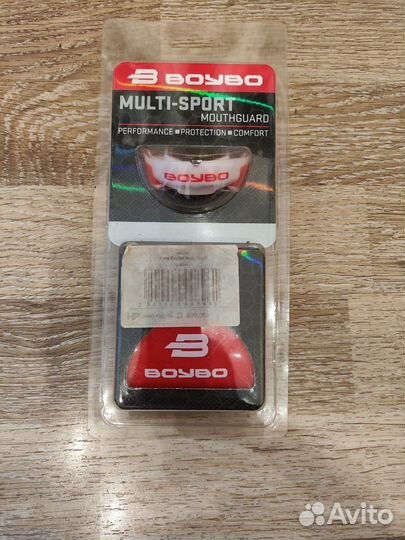 B BOYBO
MULTI-SPORT
MOUTHGUARD
PERFORMANCE ■ PROTECTION ■ COMFORT
BOYBO
B
BOYBO
Avito